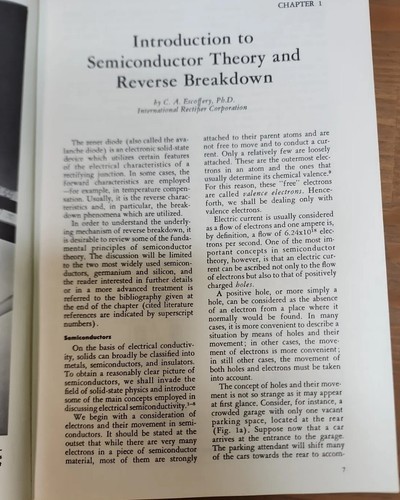 CHAPTER 1
Introduction to
Semiconductor Theory and
Reverse Breakdown
by C. A. Escoffery, Ph.D.
International Rectifier Corporation
The zener diode (also called the ava-
lanche diode) is an electronic solid-state
device which utilizes certain features
of the electrical characteristics of a
rectifying junction. In some cases, the
forward characteristics are employed
—for example, in temperature compen-
sation. Usually, it is the reverse charac-
teristics and, in particular, the break-
down phenomena which are utilized.
In order to understand the underly-
ing mechanism of reverse breakdown, it
is desirable to review some of the funda-
mental principles of semiconductor
theory. The discussion will be limited
to the two most widely used semicon-
ductors, germanium and silicon, and
the reader interested in further details
or in a more advanced treatment is
referred to the bibliography given at
the end of the chapter (cited literature
references are indicated by superscript
numbers).
Semiconductors
On the basis of electrical conductiv-
ity, solids can broadly be classified into
metals, semiconductors, and insulators.
To obtain a reasonably clear picture of
semiconductors, we shall invade the
field of solid-state physics and introduce
some of the main concepts employed in
discussing electrical semiconductivity.
We begin with a consideration of
electrons and their movement in semi-
conductors. It should be stated at the
outset that while there are very many
electrons in a piece of semiconductor
material, most of them are strongly
attached to their parent atoms and are
not free to move and to conduct a cur-
rent. Only a relatively few are loosely
attached. These are the outermost elec-
trons in an atom and the ones that
usually determine its chemical valence.
For this reason, these "free" electrons
are called valence electrons. Hence-
forth, we shall be dealing only with
valence electrons.
Electric current is usually considered
as a flow of electrons and one ampere is,
by definition, a flow of 6.24x10¹⁸ elec-
trons per second. One of the most im-
portant concepts in semiconductor
theory, however, is that an electric cur-
rent can be ascribed not only to the flow
of electrons but also to that of positively
charged holes.
A positive hole, or more simply a
hole, can be considered as the absence
of an electron from a place where it
normally would be found. In many
cases, it is more convenient to describe a
situation by means of holes and their
movement; in other cases, the move-
ment of electrons is more convenient;
in still other cases, the movement of
both holes and electrons must be taken
into account.
The concept of holes and their move-
ment is not so strange as it may appear
at first glance. Consider, for instance, a
crowded garage with only one vacant
parking space, located at the rear
(Fig. 1a). Suppose now that a car
arrives at the entrance to the garage.
The parking attendant will shift many
of the cars towards the rear to accom-
7